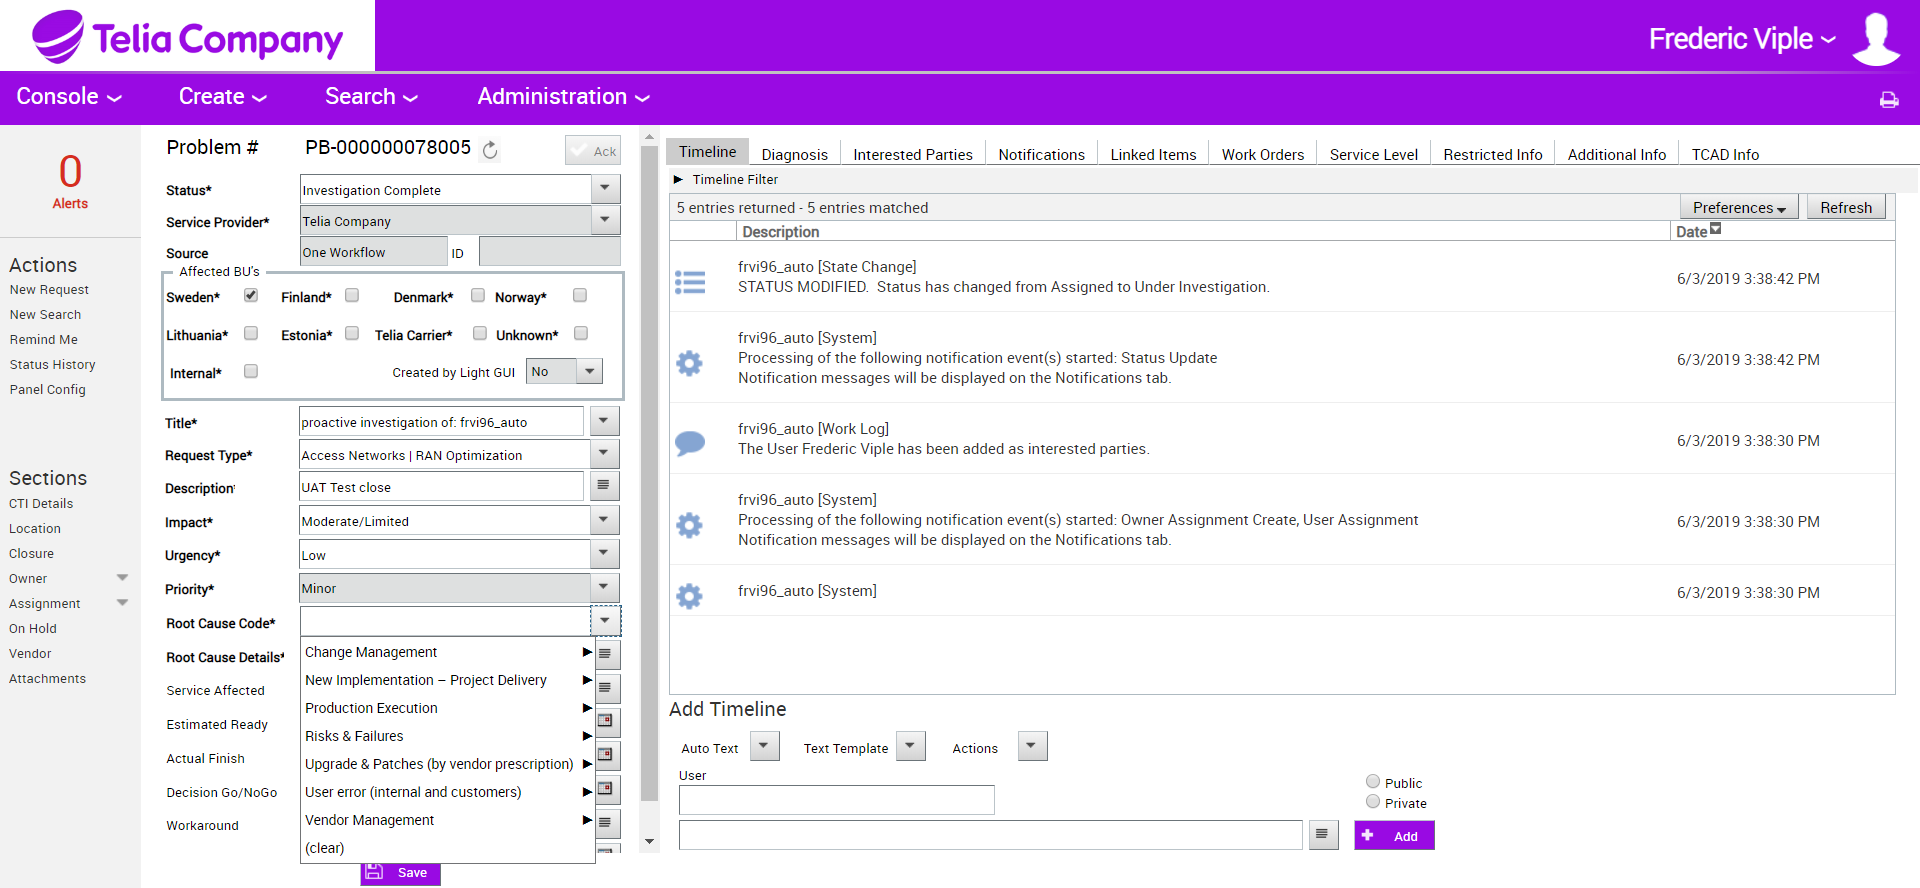 Telia Company
Frederic Viple
Console
Create
Search
Administration
0
Alerts
Actions
New Request
New Search
Remind Me
Status History
Panel Config
Sections
CTI Details
Location
Closure
Owner
Assignment
On Hold
Vendor
Attachments
Problem # PB-000000078005
Ack
Status* Investigation Complete
Service Provider* Telia Company
Source One Workflow ID
Affected BU's
Sweden* Finland* Denmark* Norway*
Lithuania* Estonia* Telia Carrier* Unknown*
Internal* Created by Light GUI No
Title* proactive investigation of: frvi96_auto
Request Type* Access Networks | RAN Optimization
Description* UAT Test close
Impact* Moderate/Limited
Urgency* Low
Priority* Minor
Root Cause Code*
Root Cause Details*
Service Affected
Estimated Ready
Actual Finish
Decision Go/NoGo
Workaround
Change Management
New Implementation – Project Delivery
Production Execution
Risks & Failures
Upgrade & Patches (by vendor prescription)
User error (internal and customers)
Vendor Management
(clear)
Save
Timeline Diagnosis Interested Parties Notifications Linked Items Work Orders Service Level Restricted Info Additional Info TCAD Info
Timeline Filter
5 entries returned - 5 entries matched
Preferences
Refresh
Description Date
frvi96_auto [State Change]
STATUS MODIFIED.  Status has changed from Assigned to Under Investigation.
6/3/2019 3:38:42 PM
frvi96_auto [System]
Processing of the following notification event(s) started: Status Update
Notification messages will be displayed on the Notifications tab.
6/3/2019 3:38:42 PM
frvi96_auto [Work Log]
The User Frederic Viple has been added as interested parties.
6/3/2019 3:38:30 PM
frvi96_auto [System]
Processing of the following notification event(s) started: Owner Assignment Create, User Assignment
Notification messages will be displayed on the Notifications tab.
6/3/2019 3:38:30 PM
frvi96_auto [System]
6/3/2019 3:38:30 PM
Add Timeline
Auto Text Text Template Actions
User
Public
Private
Add